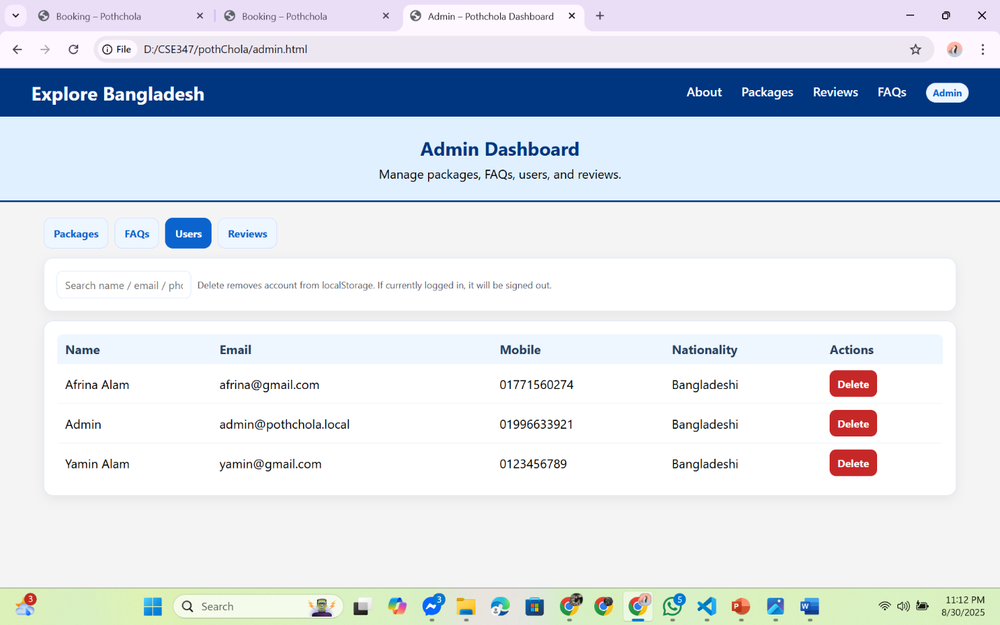 Booking – Pothchola
Booking – Pothchola
Admin – Pothchola Dashboard
File D:/CSE347/pothChola/admin.html
Explore Bangladesh
About Packages Reviews FAQs Admin
Admin Dashboard
Manage packages, FAQs, users, and reviews.
Packages FAQs Users Reviews
Search name / email / pho Delete removes account from localStorage. If currently logged in, it will be signed out.
Name Email Mobile Nationality Actions
Afrina Alam afrina@gmail.com 01771560274 Bangladeshi Delete
Admin admin@pothchola.local 01996633921 Bangladeshi Delete
Yamin Alam yamin@gmail.com 0123456789 Bangladeshi Delete
3
Search
3
5
P
W
11:12 PM
8/30/2025